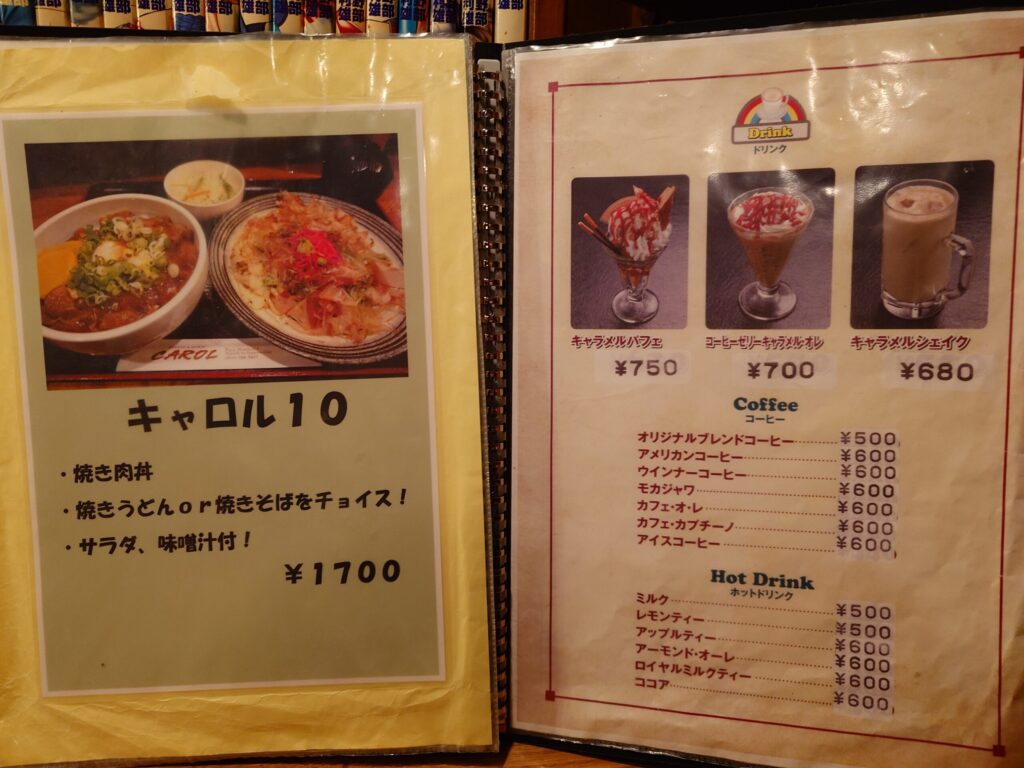 CAROL
キャロル１０
・焼き肉丼
・焼きうどんｏｒ焼きそばをチョイス！
・サラダ、味噌汁付！
￥１７００
Drink
ドリンク
キャラメルパフェ
¥750
コーヒーゼリーキャラメル・オレ
¥700
キャラメルシェイク
¥680
Coffee
コーヒー
オリジナルブレンドコーヒー ¥500
アメリカンコーヒー ¥600
ウインナーコーヒー ¥600
モカジャワ ¥600
カフェ・オ・レ ¥600
カフェ・カプチーノ ¥600
アイスコーヒー ¥600
Hot Drink
ホットドリンク
ミルク ¥500
レモンティー ¥500
アップルティー ¥600
アーモンド・オーレ ¥600
ロイヤルミルクティー ¥600
ココア ¥600